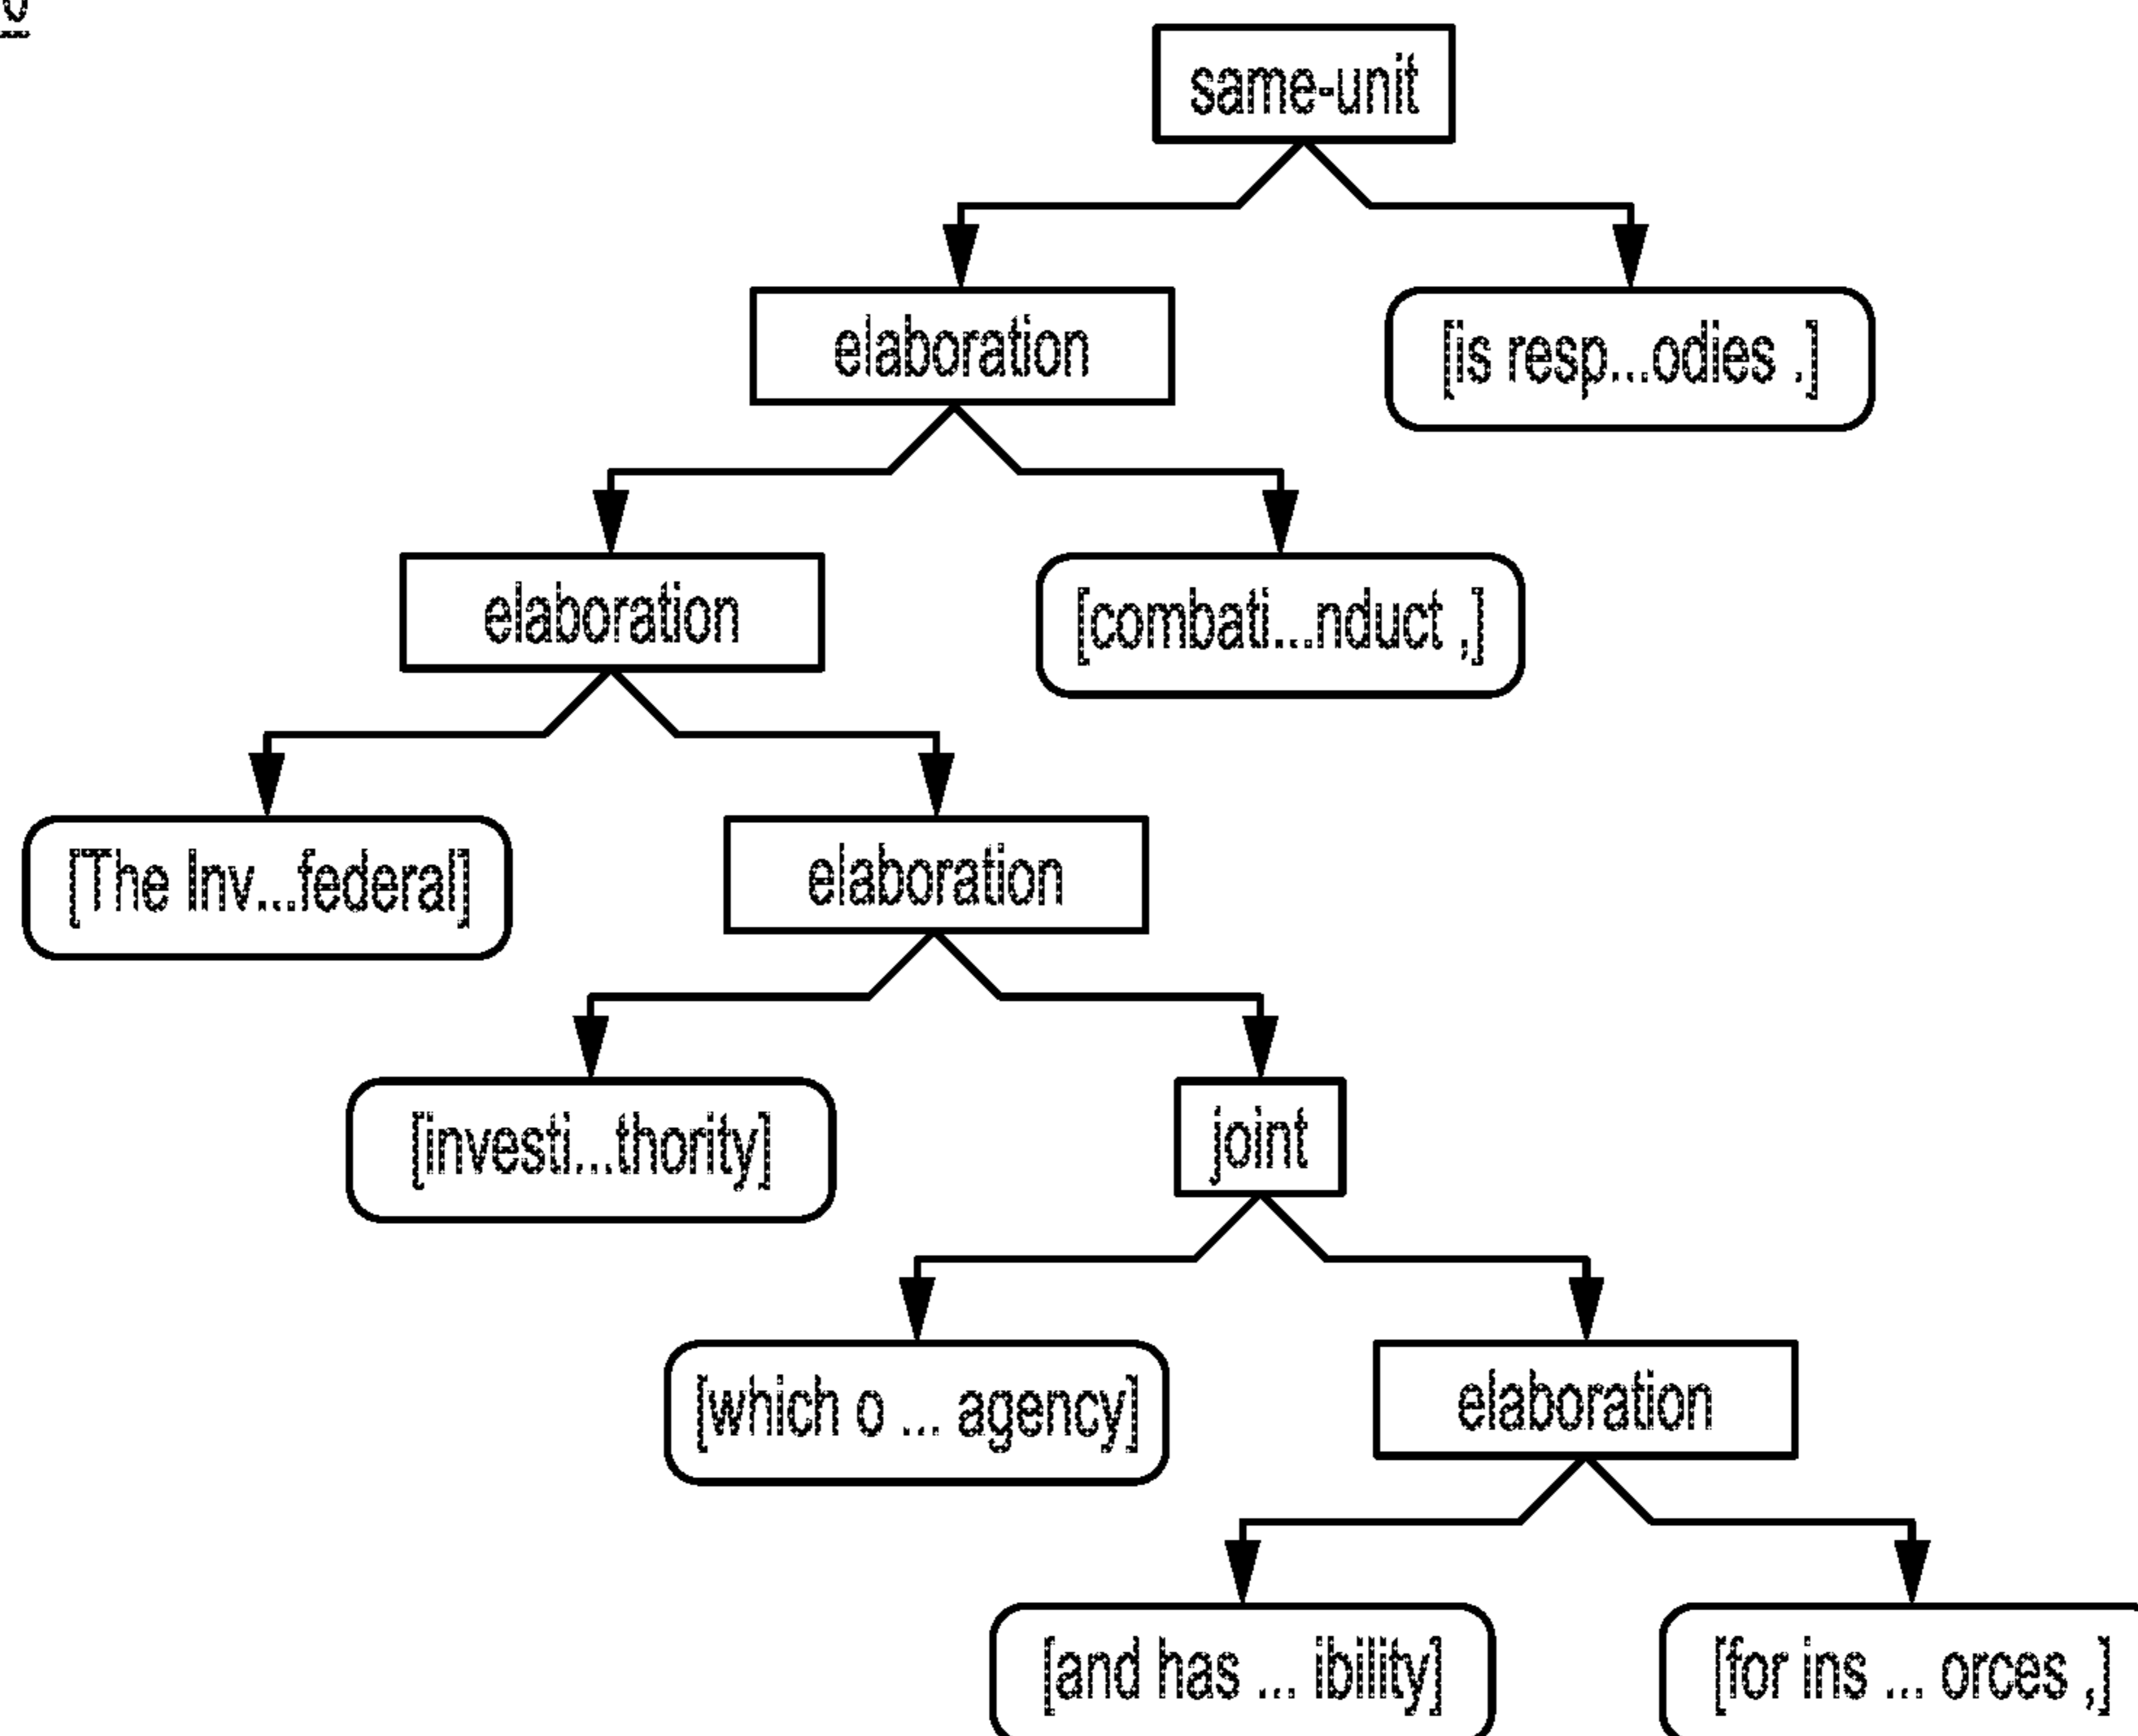 same-unit
elaboration
[is resp...odies ,]
elaboration
[combati...nduct ,]
[The Inv...federal]
elaboration
[investi...thority]
joint
[which o ... agency]
elaboration
[and has ... ibility]
[for ins ... orces ,]